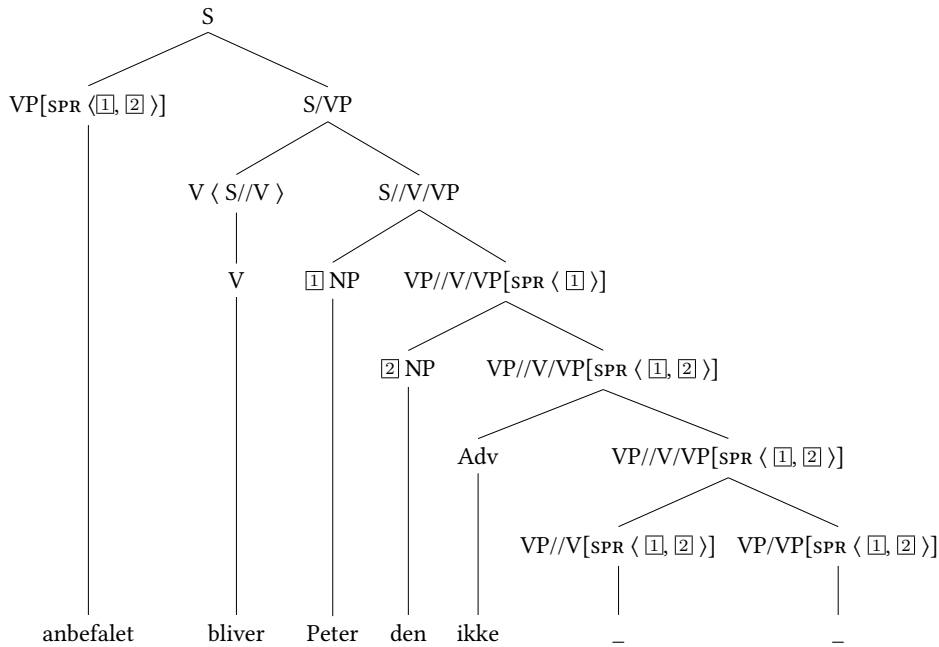 S
VP[SPR ⟨1, 2 ⟩] S/VP
V ⟨ S//V ⟩ S//V/VP
V 1 NP VP//V/VP[SPR ⟨ 1 ⟩]
2 NP VP//V/VP[SPR ⟨ 1, 2 ⟩]
Adv VP//V/VP[SPR ⟨ 1, 2 ⟩]
VP//V[SPR ⟨ 1, 2 ⟩] VP/VP[SPR ⟨ 1, 2 ⟩]
anbefalet bliver Peter den ikke _ _